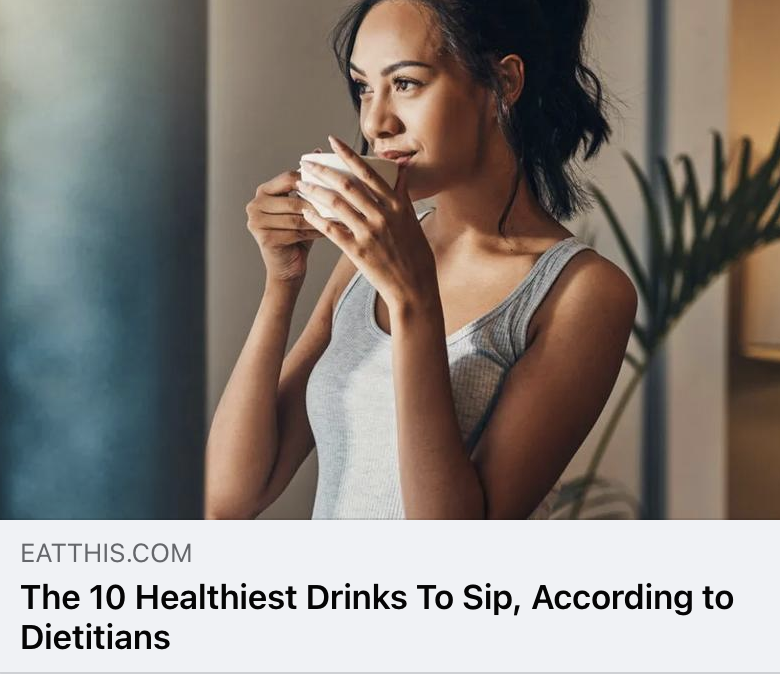 EATTHIS.COM
The 10 Healthiest Drinks To Sip, According to
Dietitians